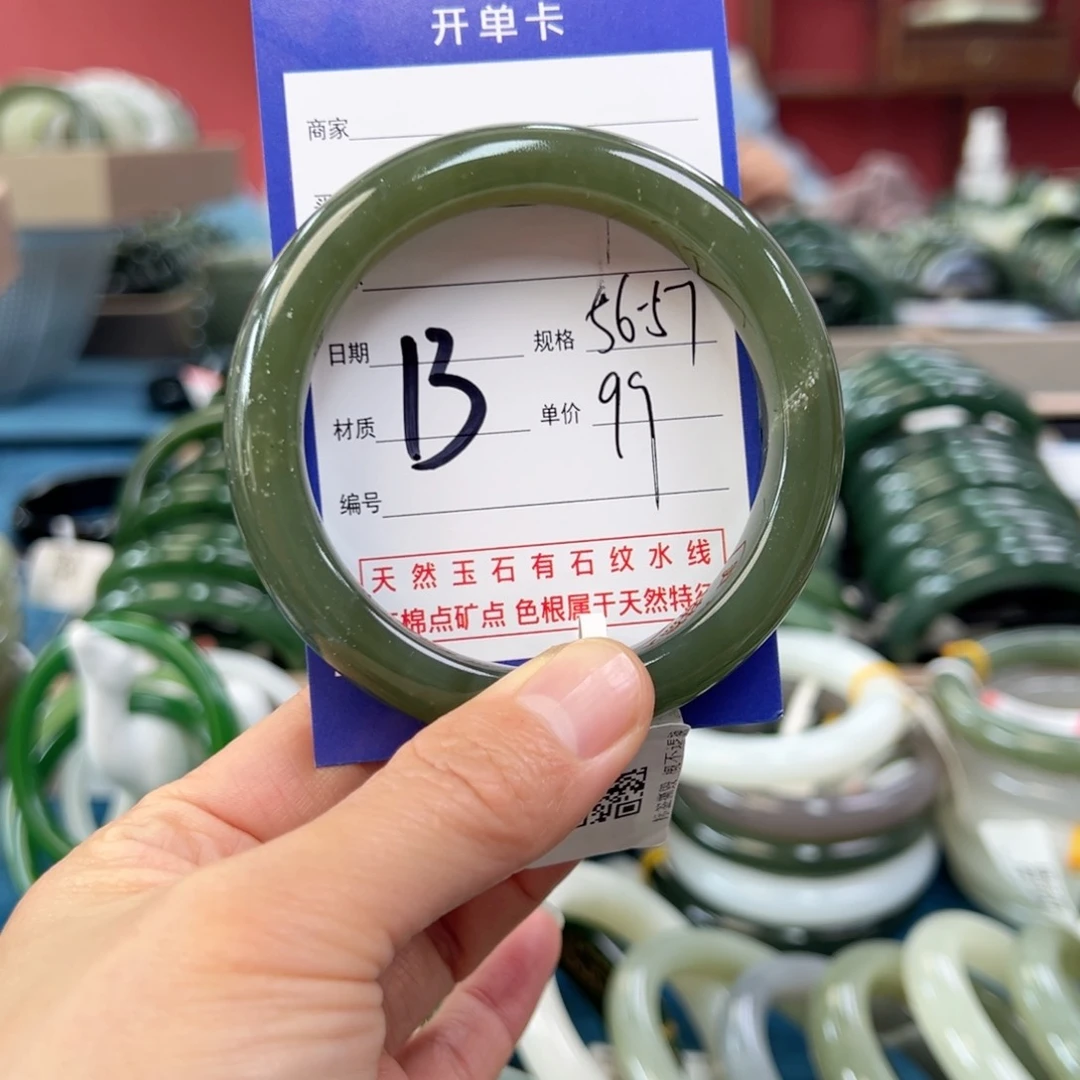 开单卡
商家
日期
规格 56-57
材质
13
单价 99
编号
天然玉石有石纹水线
棉点矿点 色根属于天然特